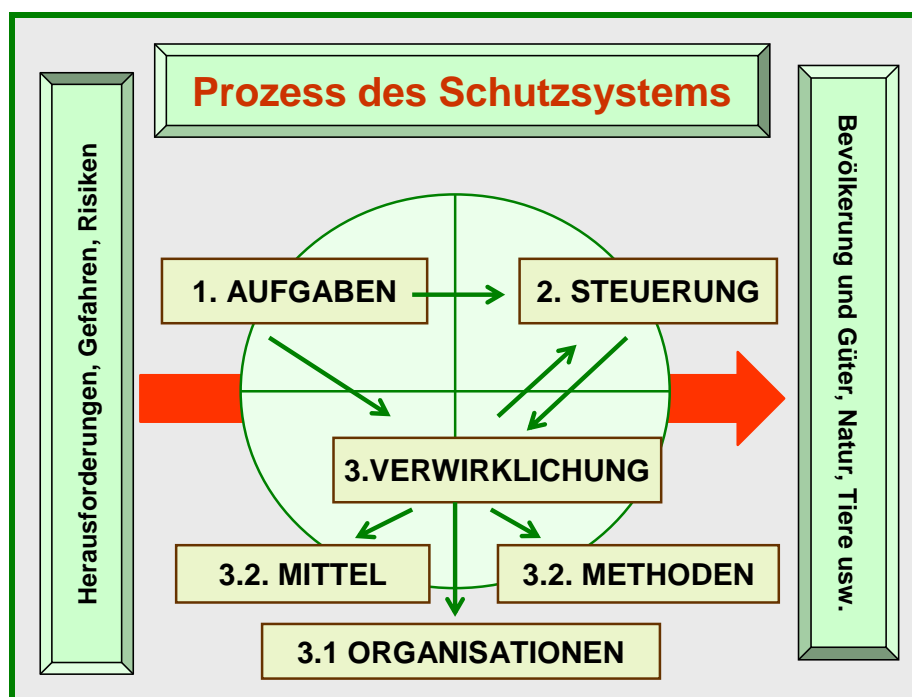 Prozess des Schutzsystems
Herausforderungen, Gefahren, Risiken
1. AUFGABEN
2. STEUERUNG
3.VERWIRKLICHUNG
3.2. MITTEL
3.2. METHODEN
3.1 ORGANISATIONEN
Bevölkerung und Güter, Natur, Tiere usw.